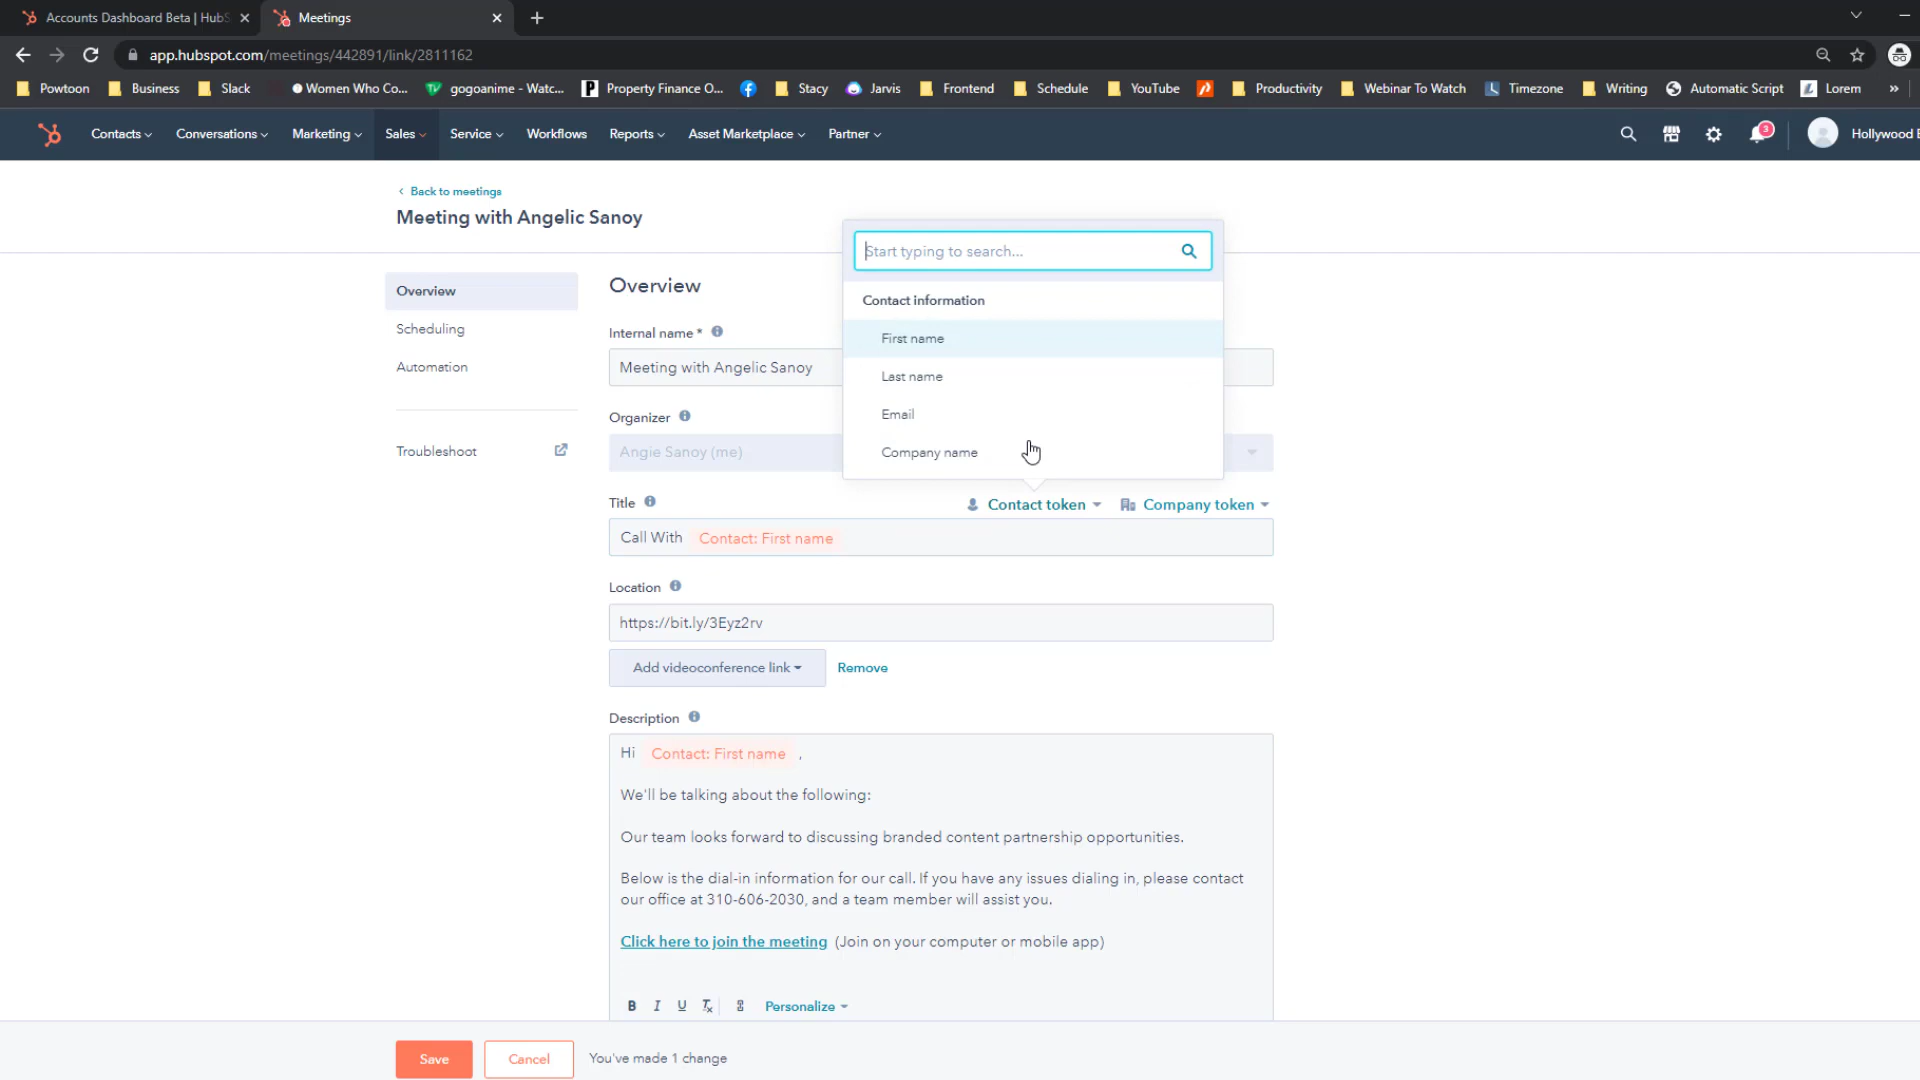 Accounts Dashboard Beta | HubS
Meetings
app.hubspot.com/meetings/442891/link/2811162
Powtoon
Business
Slack
Women Who Co...
gogoanime - Watc...
Property Finance O...
Stacy
Jarvis
Frontend
Schedule
YouTube
Productivity
Webinar To Watch
Timezone
Writing
Automatic Script
Lorem
»
Contacts
Conversations
Marketing
Sales
Service
Workflows
Reports
Asset Marketplace
Partner
3
Hollywood B
Back to meetings
Meeting with Angelic Sanoy
Start typing to search...
Contact information
First name
Last name
Email
Company name
Overview
Scheduling
Automation
Troubleshoot
Overview
Internal name *
Meeting with Angelic Sanoy
Organizer
Angie Sanoy (me)
Title
Contact token
Company token
Call With Contact: First name
Location
https://bit.ly/3Eyz2rv
Add videoconference link
Remove
Description
Hi Contact: First name ,
We'll be talking about the following:
Our team looks forward to discussing branded content partnership opportunities.
Below is the dial-in information for our call. If you have any issues dialing in, please contact
our office at 310-606-2030, and a team member will assist you.
Click here to join the meeting (Join on your computer or mobile app)
B I U Tx
Personalize
Save
Cancel
You've made 1 change